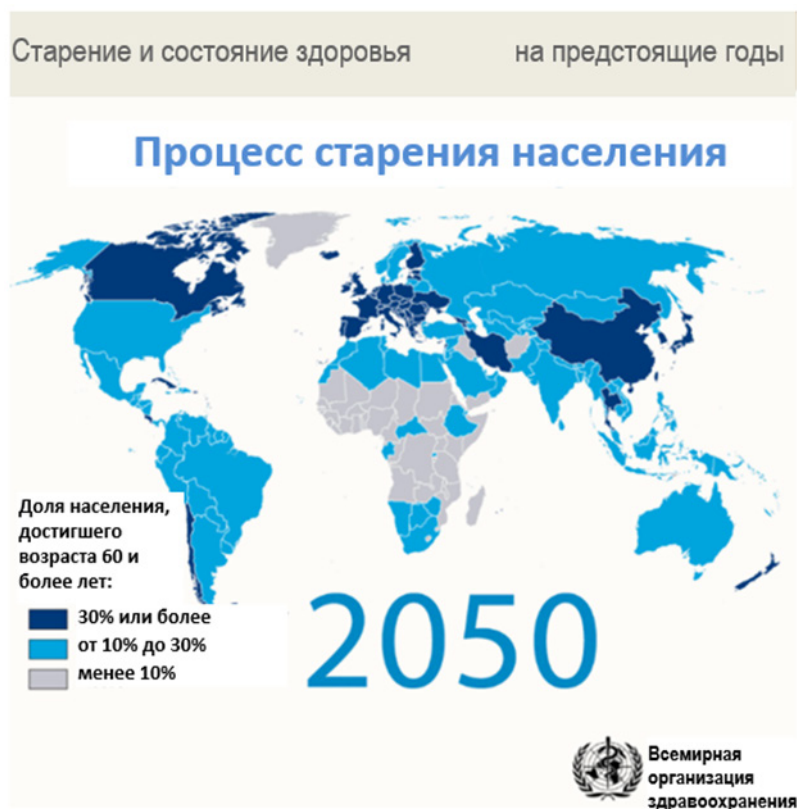 Старение и состояние здоровья на предстоящие годы
Процесс старения населения
Доля населения,
достигшего
возраста 60 и
более лет:
30% или более
от 10% до 30%
менее 10%
2050
Всемирная
организация
здравоохранения